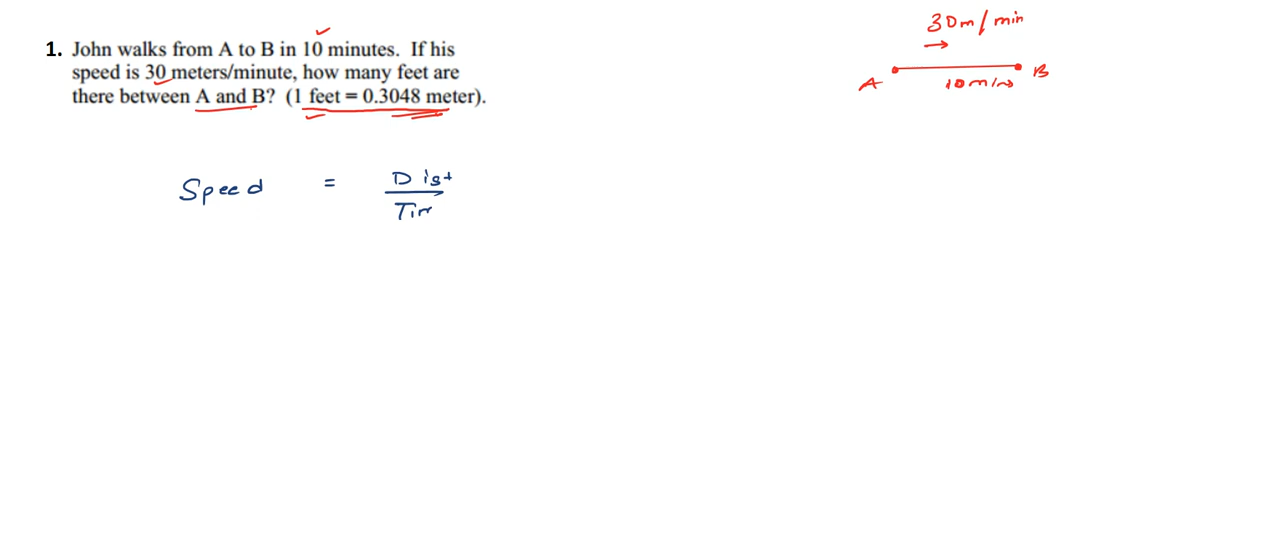 1. John walks from A to B in 10 minutes. If his
speed is 30 meters/minute, how many feet are
there between A and B? (1 feet = 0.3048 meter).
30m/min
A
B
10 min
Speed = Dist
Tim